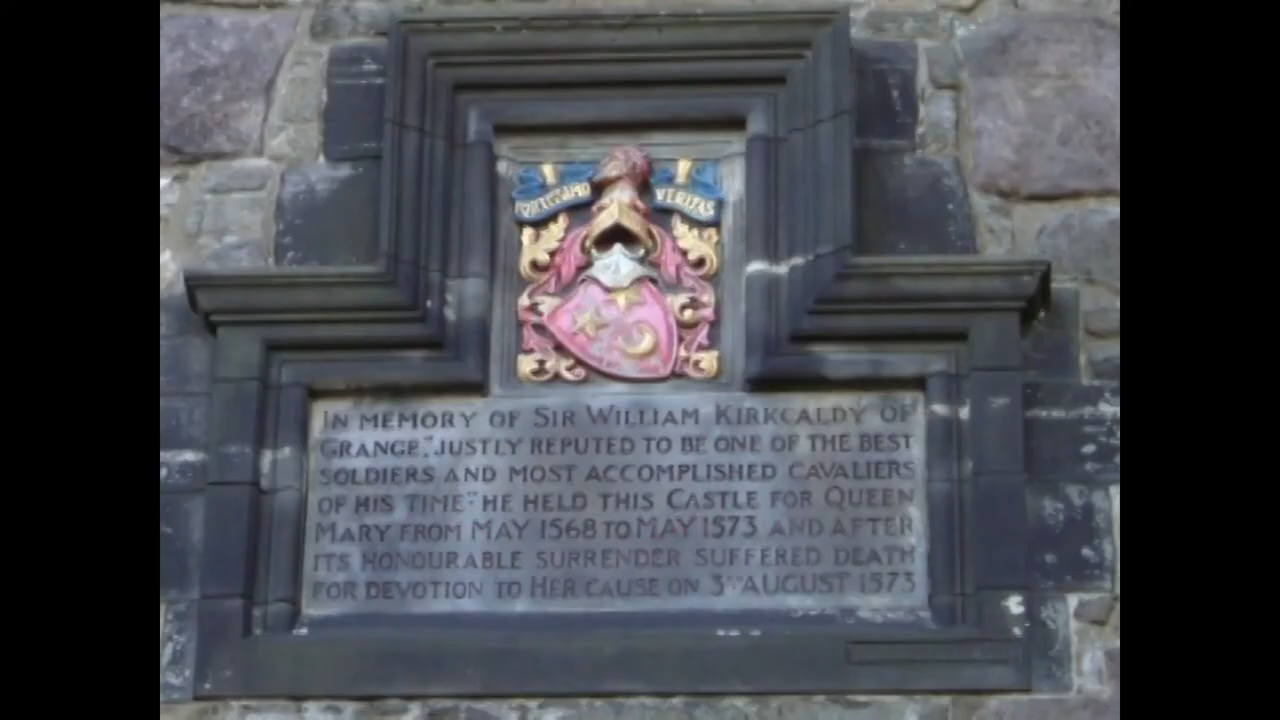 VERITAS
IN MEMORY OF SIR WILLIAM KIRKCALDY OF
GRANGE, "JUSTLY REPUTED TO BE ONE OF THE BEST
SOLDIERS AND MOST ACCOMPLISHED CAVALIERS
OF HIS TIME" HE HELD THIS CASTLE FOR QUEEN
MARY FROM MAY 1568 TO MAY 1573 AND AFTER
ITS HONOURABLE SURRENDER SUFFERED DEATH
FOR DEVOTION TO HER CAUSE ON 3RD AUGUST 1573